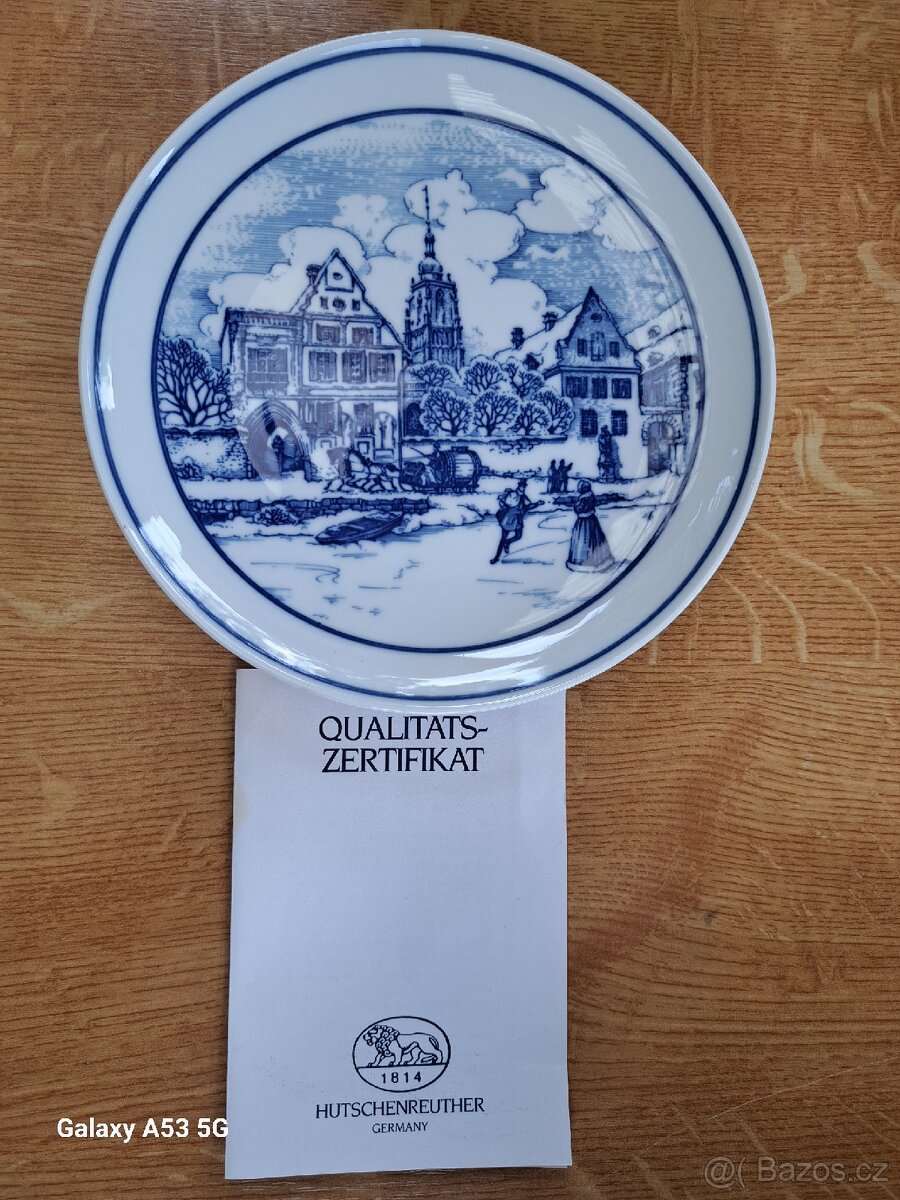 QUALITATS-
ZERTIFIKAT
1814
HUTSCHENREUTHER
GERMANY
Galaxy A53 5G
@( Bazos.cz